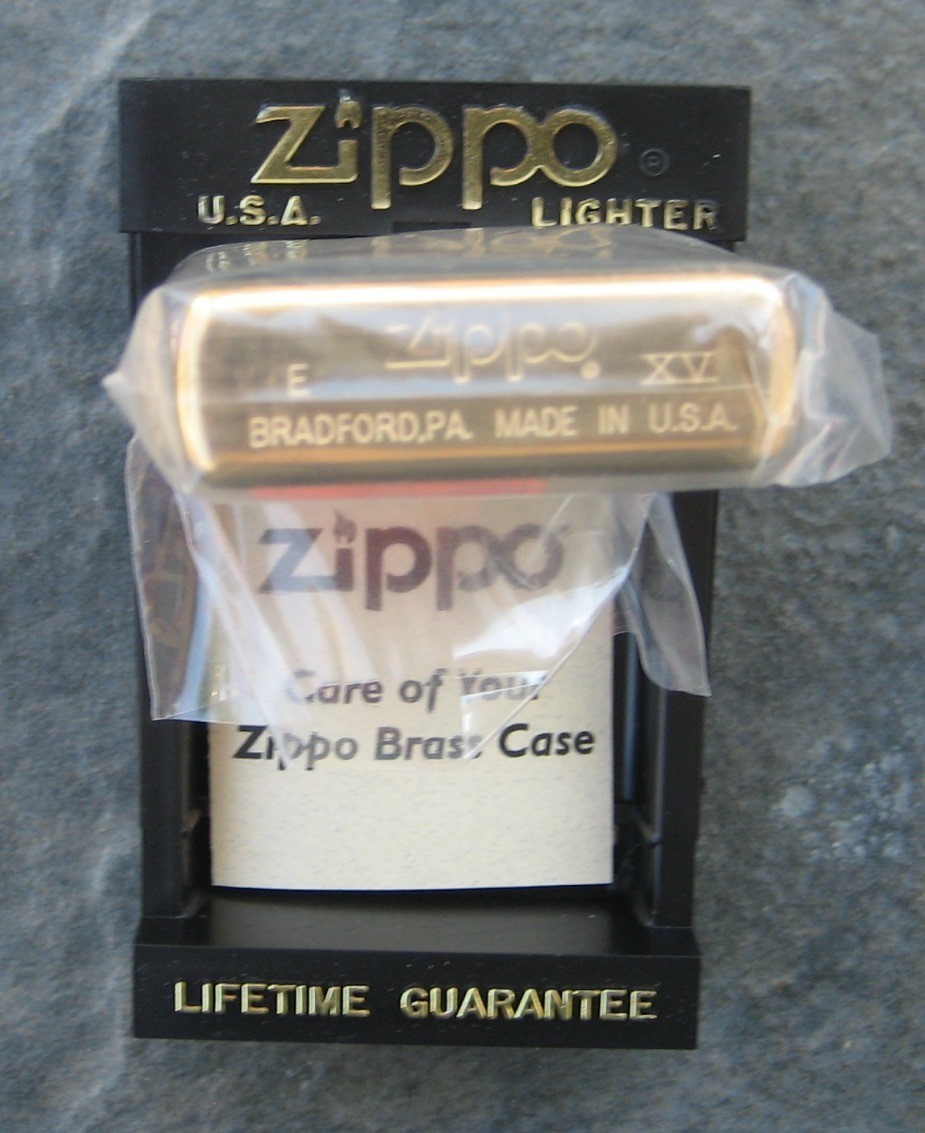 Zippo ®
U.S.A. LIGHTER
E Zippo XV
BRADFORD,PA. MADE IN U.S.A.
Zippo
Care of Your
Zippo Brass Case
LIFETIME GUARANTEE